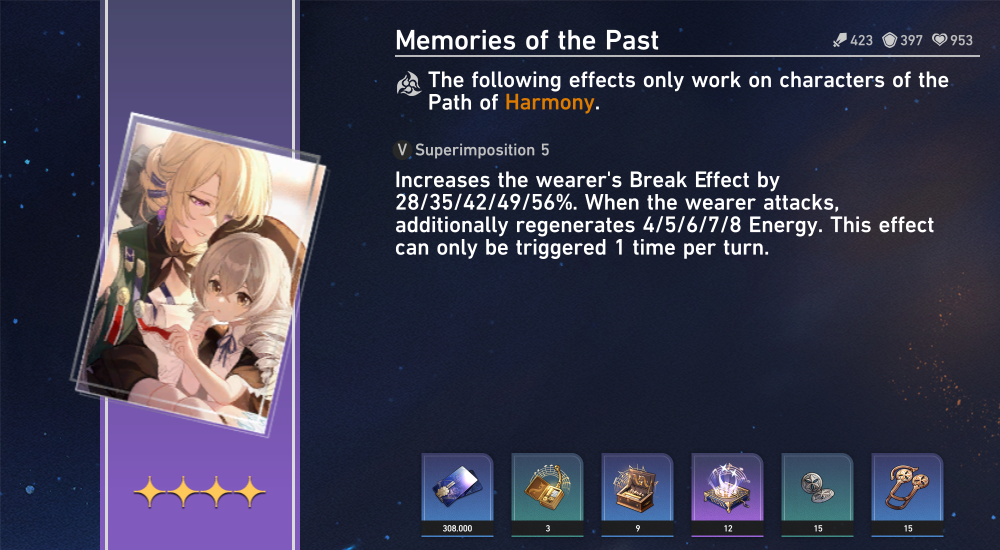 Memories of the Past
423 397 953
The following effects only work on characters of the
Path of Harmony.
V Superimposition 5
Increases the wearer's Break Effect by
28/35/42/49/56%. When the wearer attacks,
additionally regenerates 4/5/6/7/8 Energy. This effect
can only be triggered 1 time per turn.
308.000 3 9 12 15 15